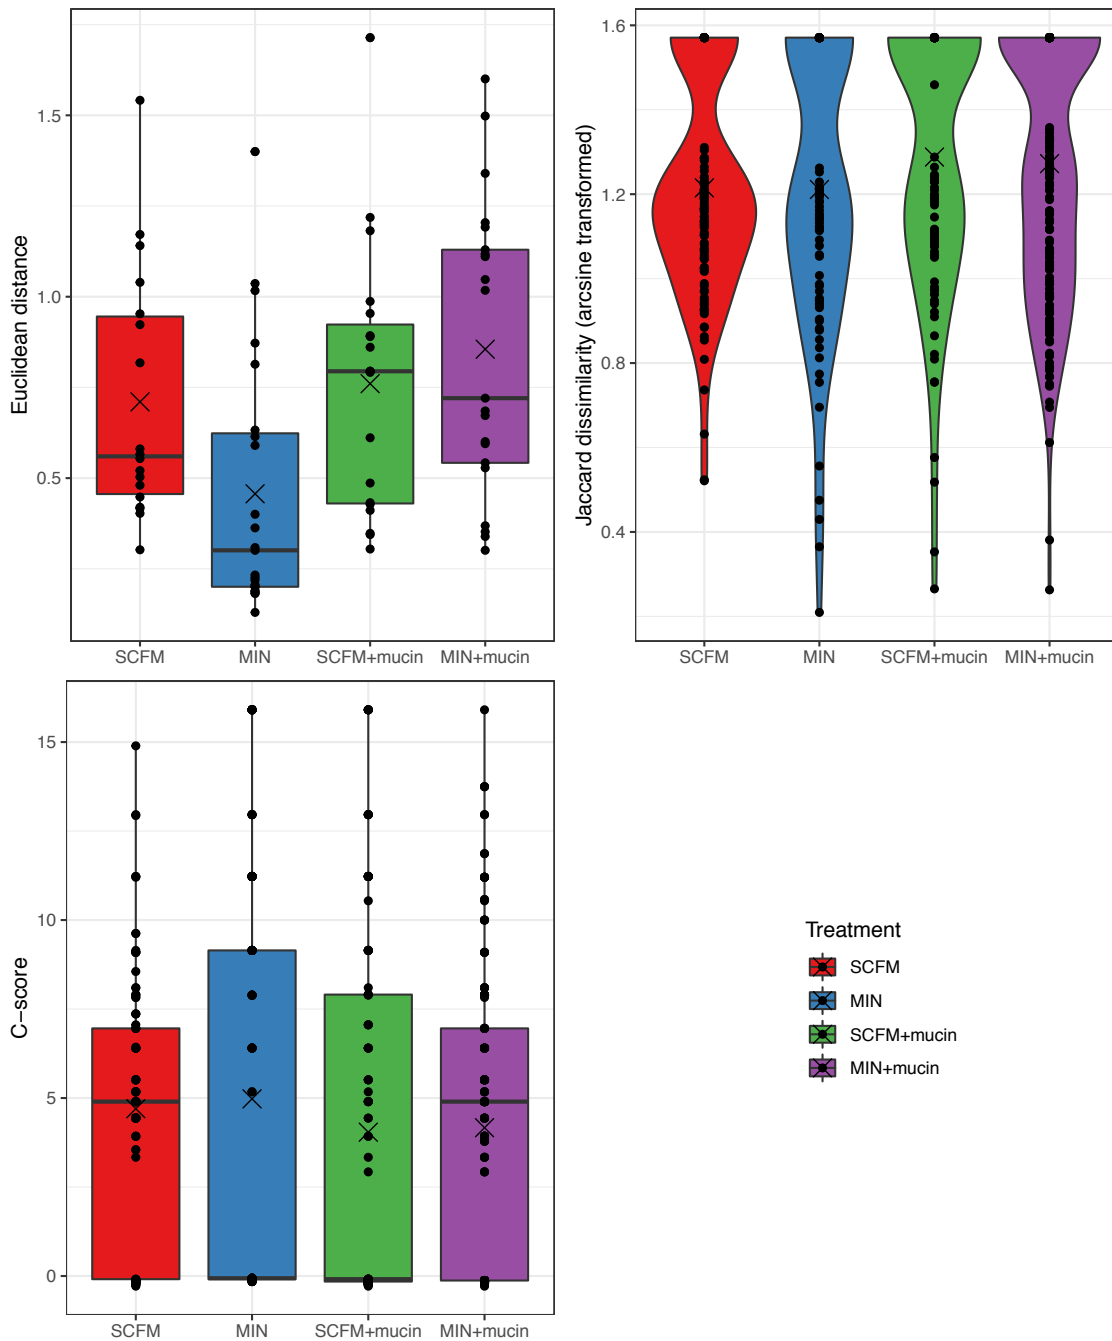 Euclidean distance
1.5
1.0
0.5
SCFM MIN SCFM+mucin MIN+mucin
Jaccard dissimilarity (arcsine transformed)
1.6
1.2
0.8
0.4
SCFM MIN SCFM+mucin MIN+mucin
C−score
15
10
5
0
SCFM MIN SCFM+mucin MIN+mucin
Treatment
SCFM
MIN
SCFM+mucin
MIN+mucin